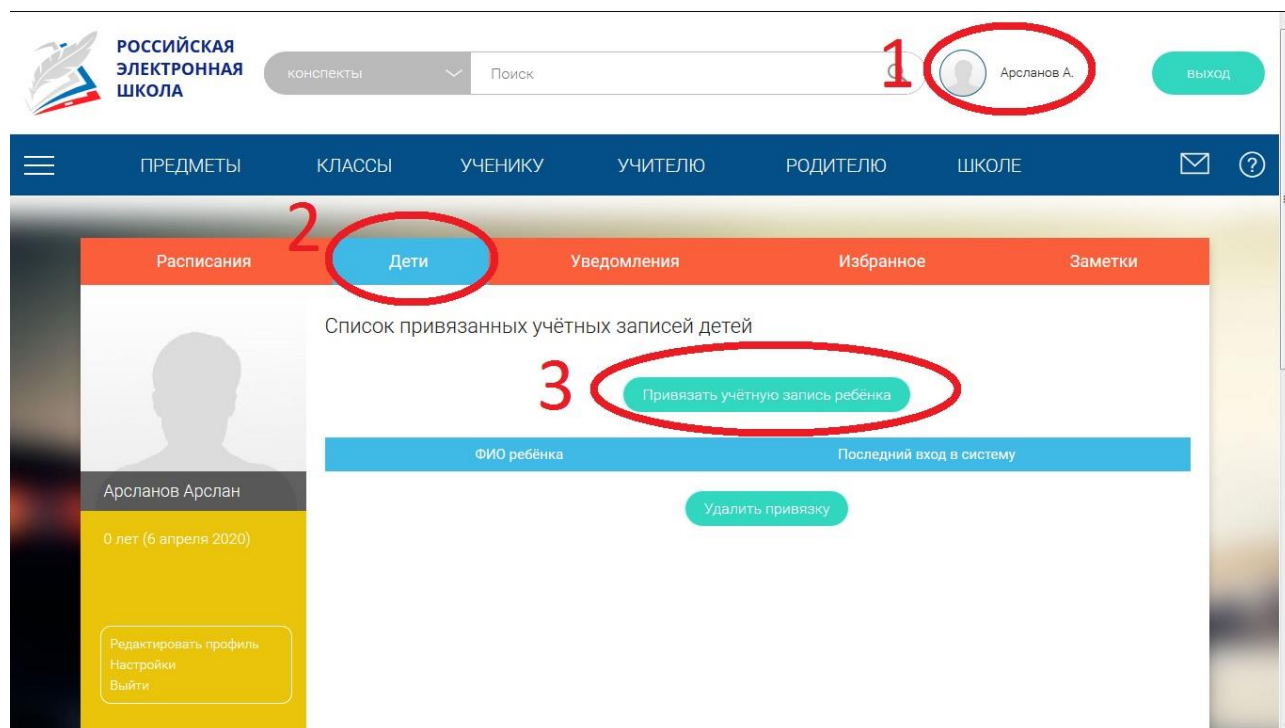 РОССИЙСКАЯ
ЭЛЕКТРОННАЯ
ШКОЛА
конспекты
Поиск
1
Арсланов А.
выход
ПРЕДМЕТЫ КЛАССЫ УЧЕНИКУ УЧИТЕЛЮ РОДИТЕЛЮ ШКОЛЕ
?
2
Расписания Дети Уведомления Избранное Заметки
Список привязанных учётных записей детей
3
Привязать учётную запись ребёнка
ФИО ребёнка Последний вход в систему
Удалить привязку
Арсланов Арслан
0 лет (6 апреля 2020)
Редактировать профиль
Настройки
Выйти